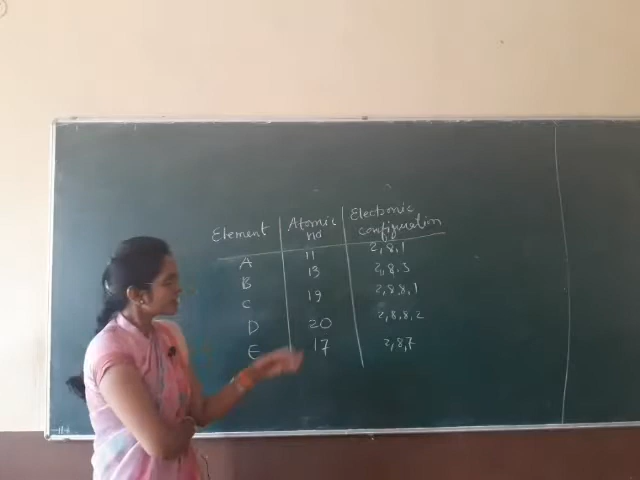 Element Atomic no Electronic configuration
A 11 2,8,1
B 13 2,8.3
C 19 2,8,8,1
D 20 2,8,8,2
E 17 2,8,7